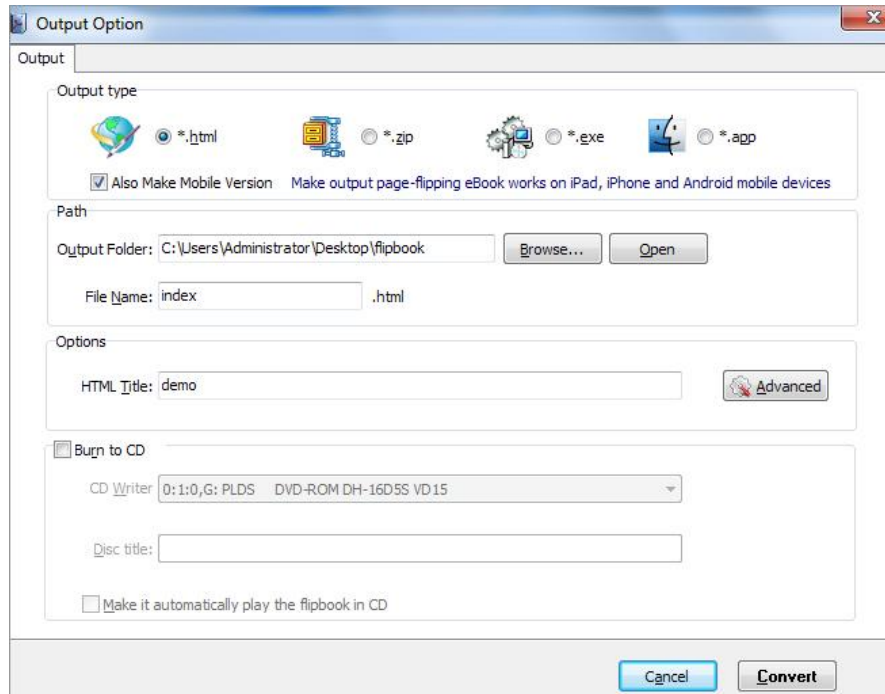 Output Option
Output
Output type
*.html
*.zip
*.exe
*.app
Also Make Mobile Version
Make output page-flipping eBook works on iPad, iPhone and Android mobile devices
Path
Output Folder: C:\Users\Administrator\Desktop\flipbook
Browse...
Open
File Name: index
.html
Options
HTML Title: demo
Advanced
Burn to CD
CD Writer 0:1:0,G: PLDS DVD-ROM DH-16D5S VD15
Disc title:
Make it automatically play the flipbook in CD
Cancel
Convert